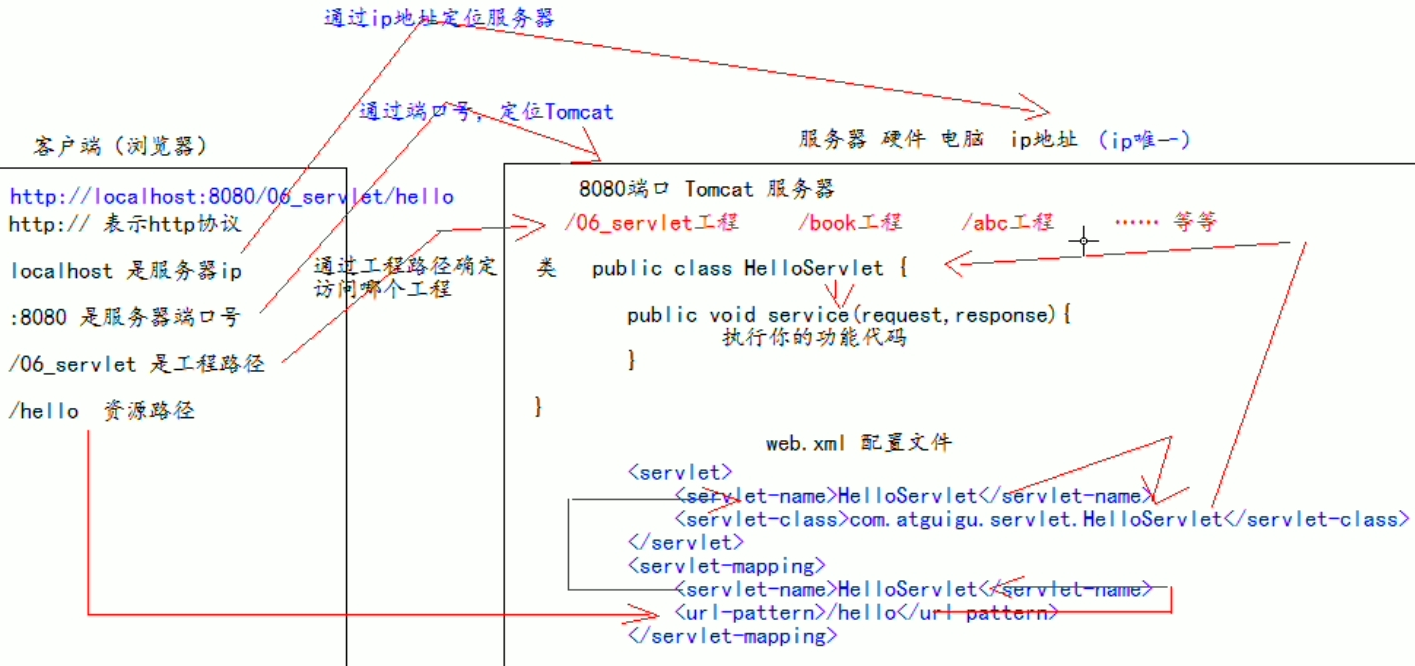 通过ip地址定位服务器
通过端口号，定位Tomcat
客户端（浏览器）
服务器 硬件 电脑 ip地址 （ip唯一）
http://localhost:8080/06_servlet/hello
http:// 表示http协议
localhost 是服务器ip
:8080 是服务器端口号
/06_servlet 是工程路径
/hello 资源路径
通过工程路径确定
访问哪个工程
8080端口 Tomcat 服务器
/06_servlet工程 /book工程 /abc工程 …… 等等
类 public class HelloServlet {
public void service(request,response){
执行你的功能代码
}
}
web.xml 配置文件
<servlet>
<servlet-name>HelloServlet</servlet-name>
<servlet-class>com.atguigu.servlet.HelloServlet</servlet-class>
</servlet>
<servlet-mapping>
<servlet-name>HelloServlet</servlet-name>
<url-pattern>/hello</url-pattern>
</servlet-mapping>